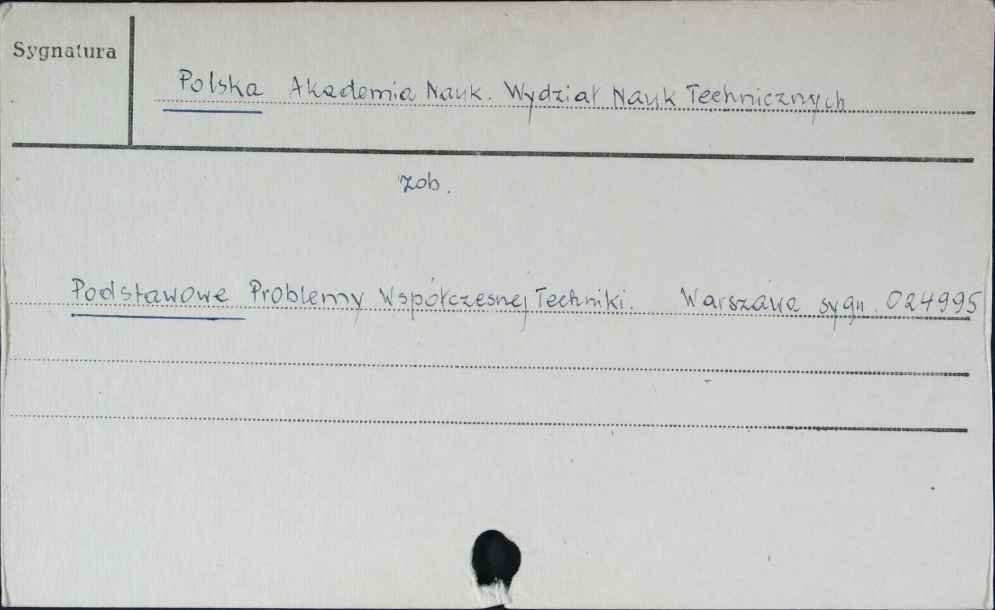 Sygnatura
Polska Akademia Nauk. Wydział Nauk Technicznych
zob.
Podstawowe Problemy Współczesnej Techniki. Warszawa sygn. 024995